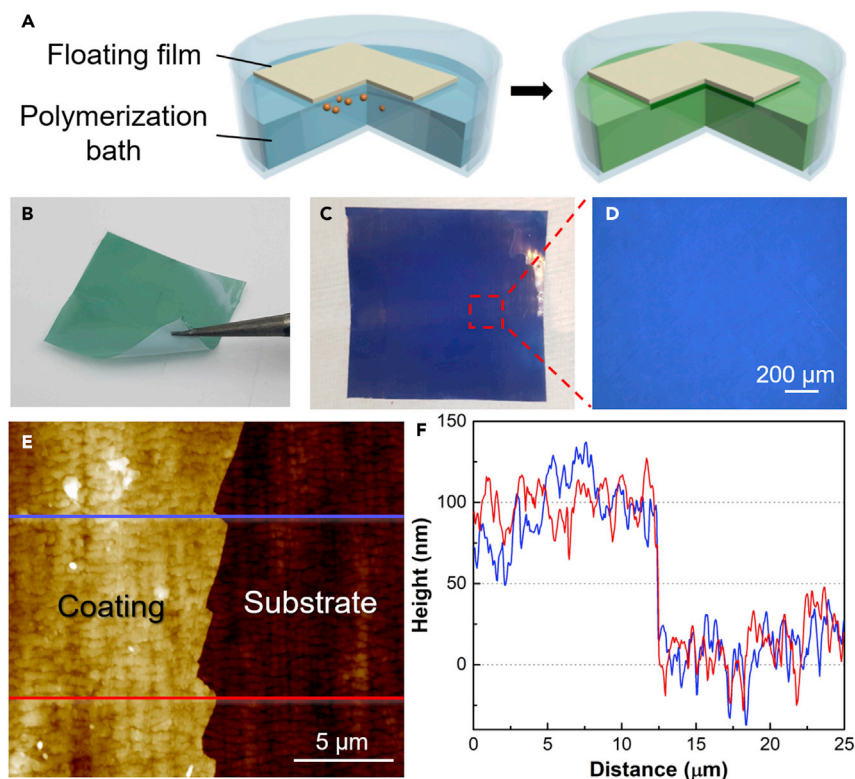 A
Floating film
Polymerization
bath
B
C
D
200 μm
E
Coating
Substrate
5 μm
F
150
100
50
0
Height (nm)
0
5
10
15
20
25
Distance (μm)